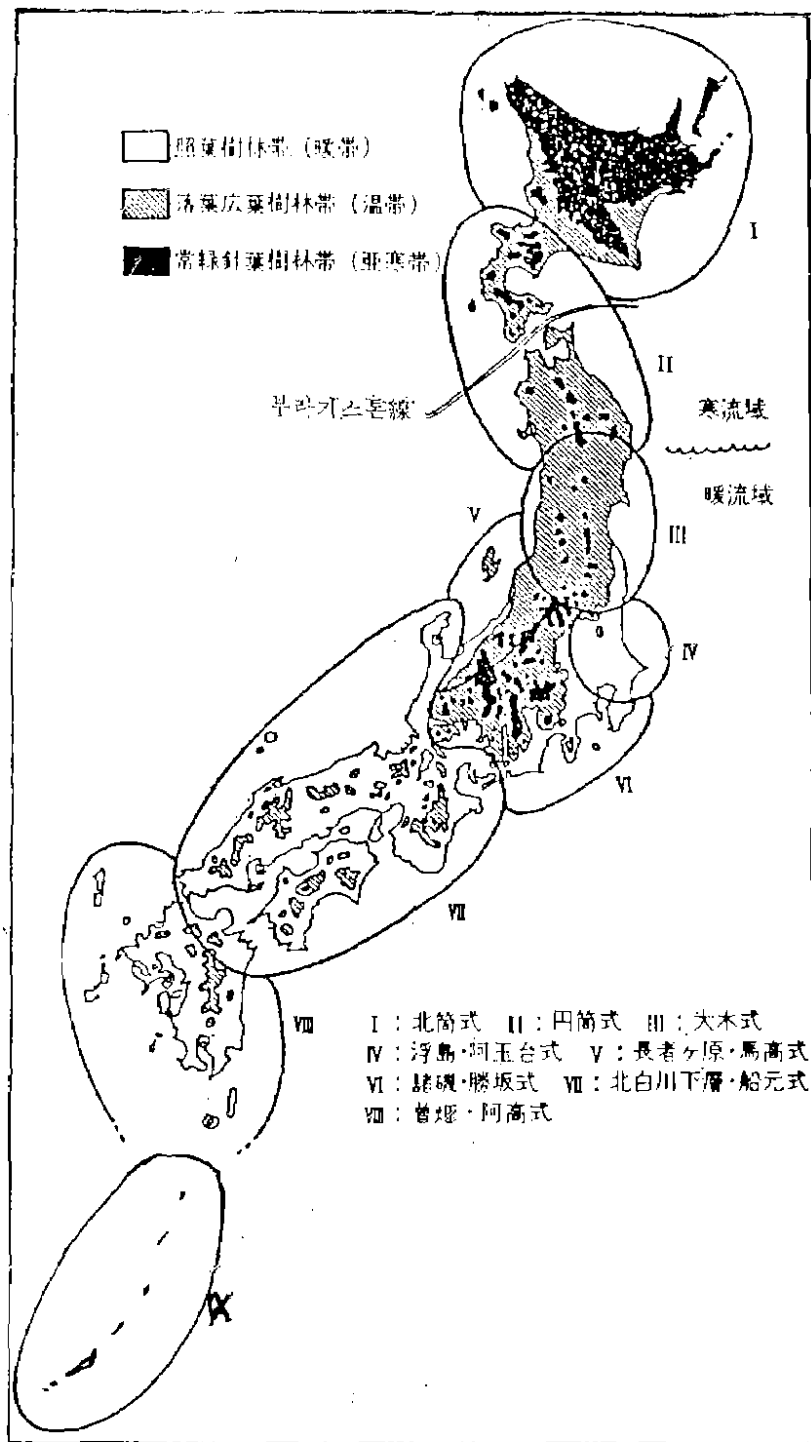 照葉樹林帯 (暖帯)
落葉広葉樹林帯 (温帯)
常緑針葉樹林帯 (亜寒帯)
I
II
부라키스톤線
寒流域
暖流域
V
III
IV
VI
VII
VIII
IX
I : 北筒式 II : 円筒式 III : 大木式
IV : 浮島・阿玉台式 V : 長者ヶ原・馬高式
VI : 諸磯・勝坂式 VII : 北白川下層・船元式
VIII : 曽畑・阿高式